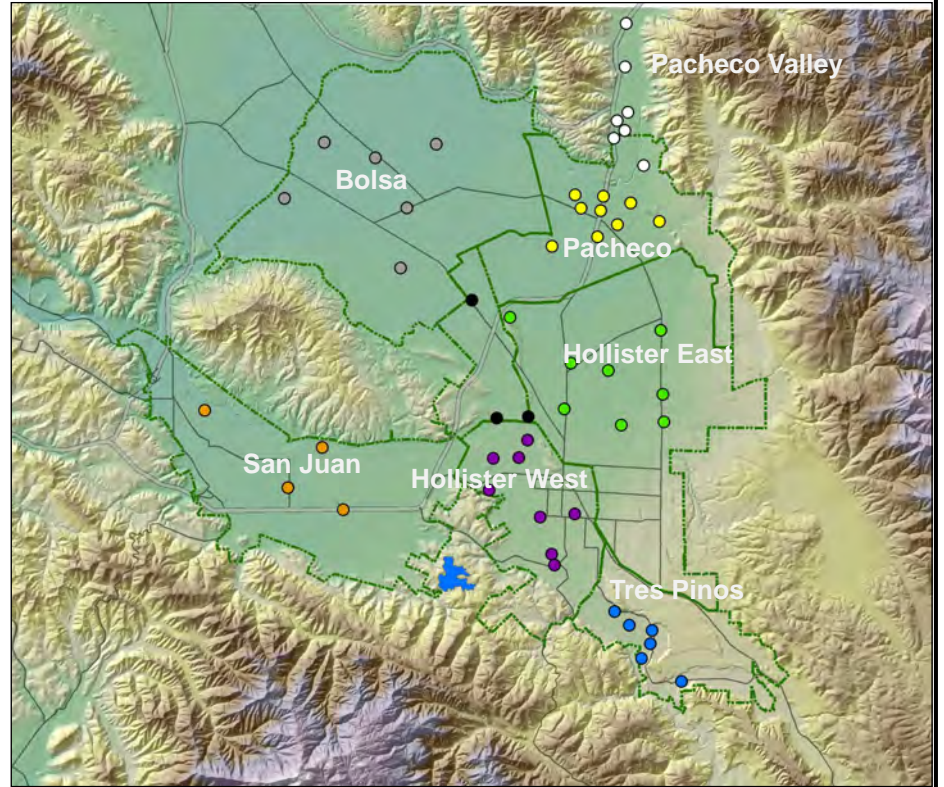 Pacheco Valley
Bolsa
Pacheco
Hollister East
San Juan
Hollister West
Tres Pinos